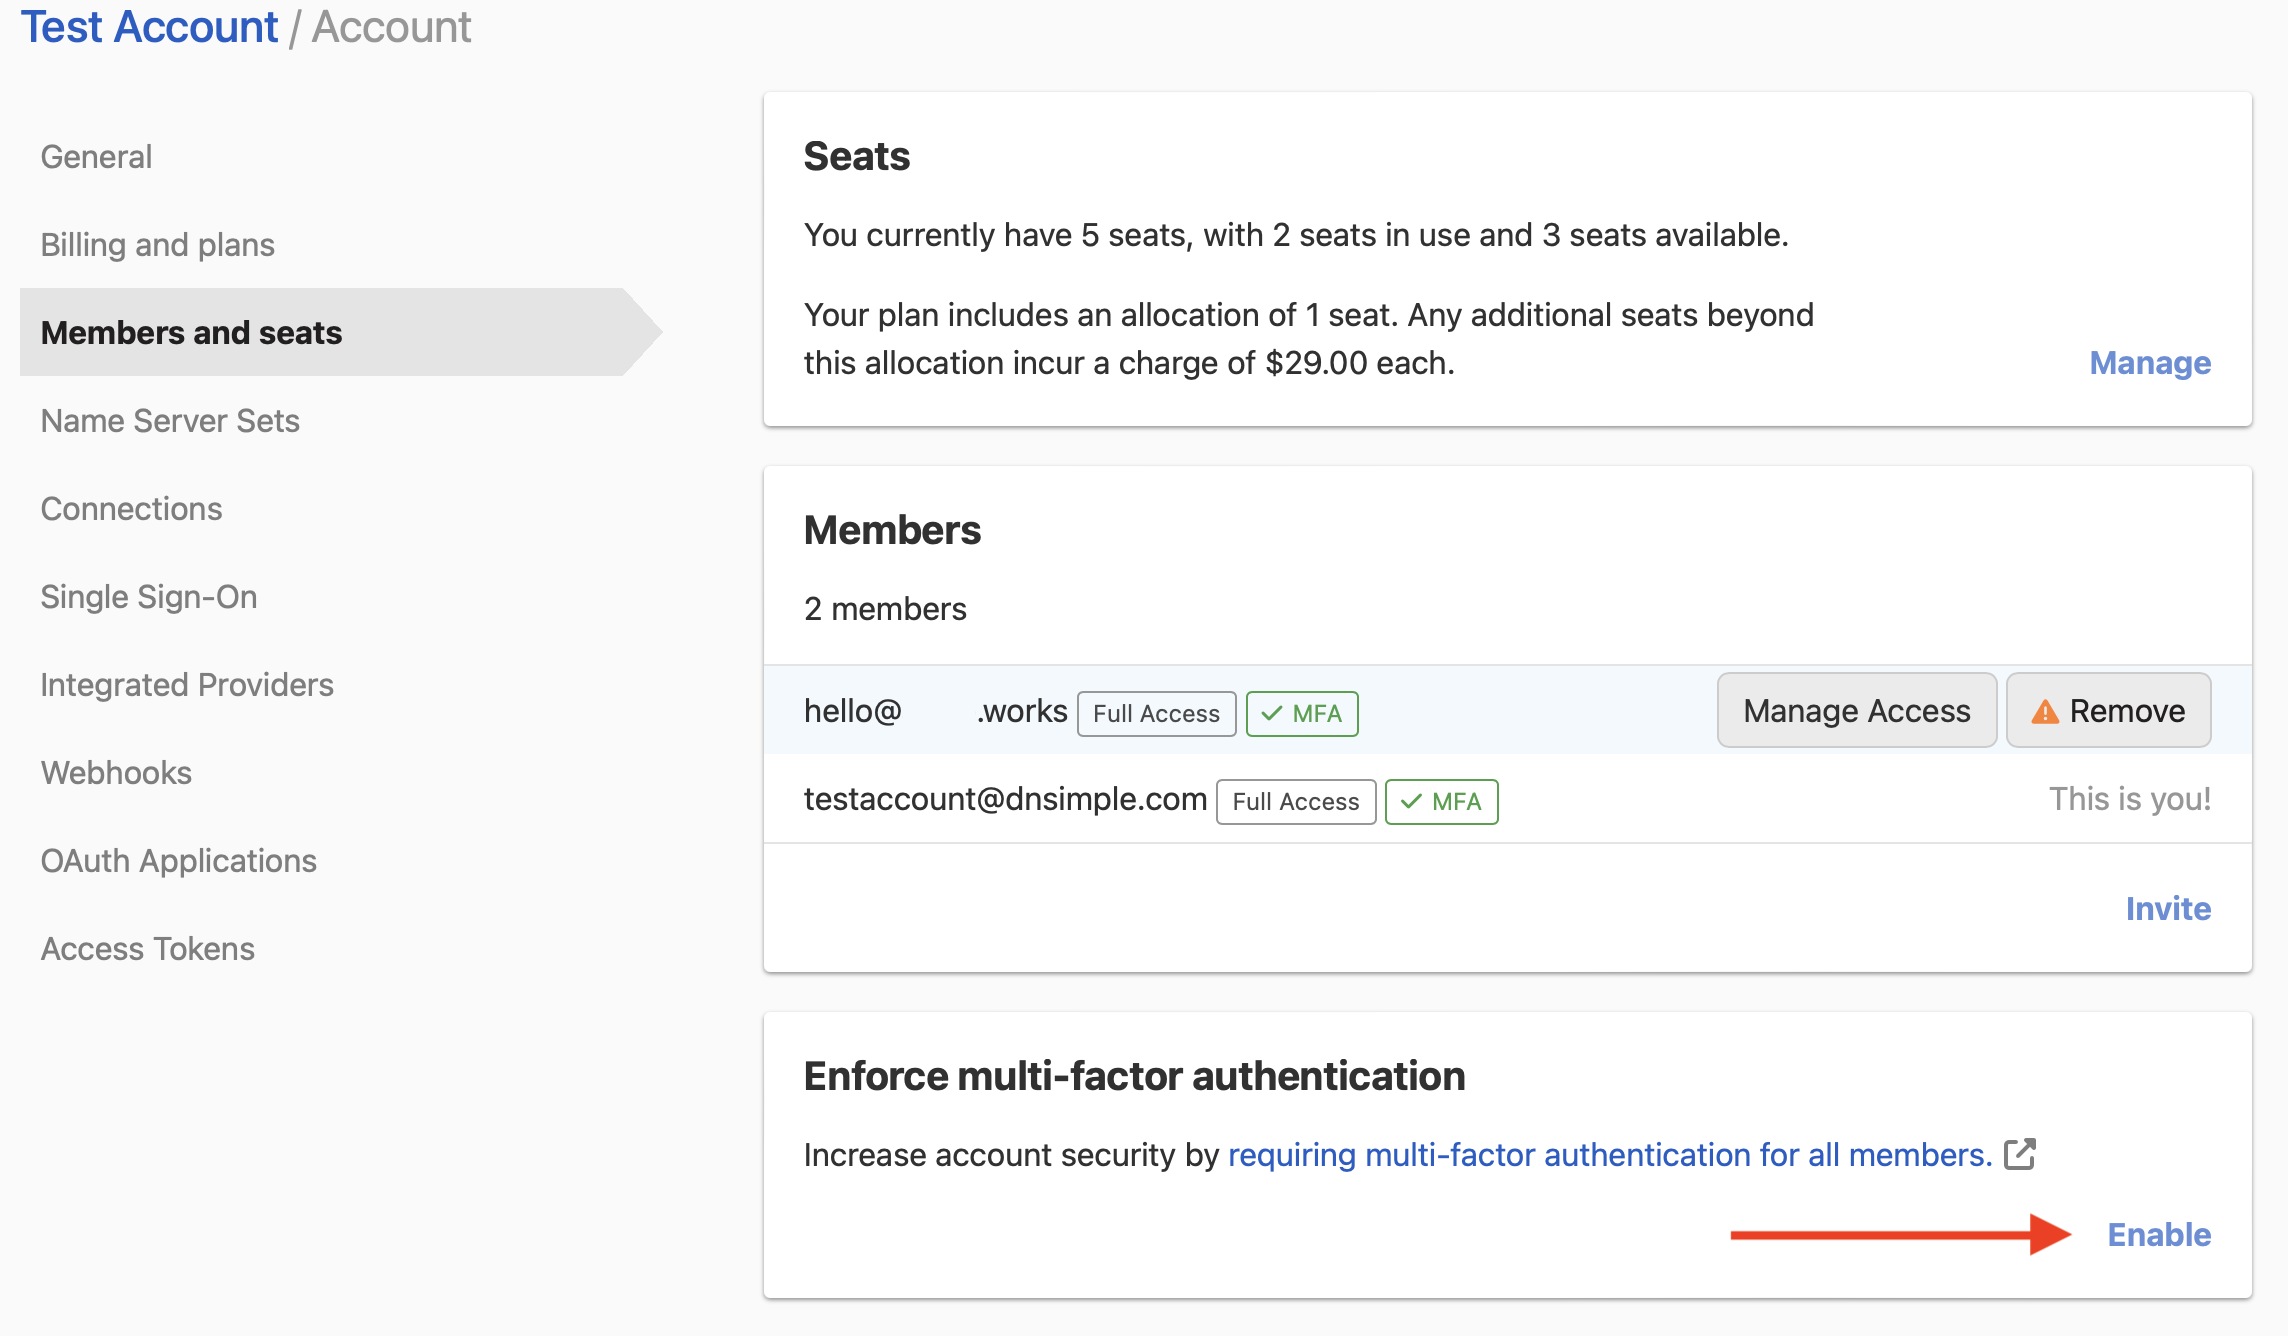 Test Account / Account
General
Billing and plans
Members and seats
Name Server Sets
Connections
Single Sign-On
Integrated Providers
Webhooks
OAuth Applications
Access Tokens
Seats
You currently have 5 seats, with 2 seats in use and 3 seats available.
Your plan includes an allocation of 1 seat. Any additional seats beyond
this allocation incur a charge of $29.00 each.
Manage
Members
2 members
hello@ .works Full Access MFA Manage Access Remove
testaccount@dnsimple.com Full Access MFA This is you!
Invite
Enforce multi-factor authentication
Increase account security by requiring multi-factor authentication for all members.
Enable